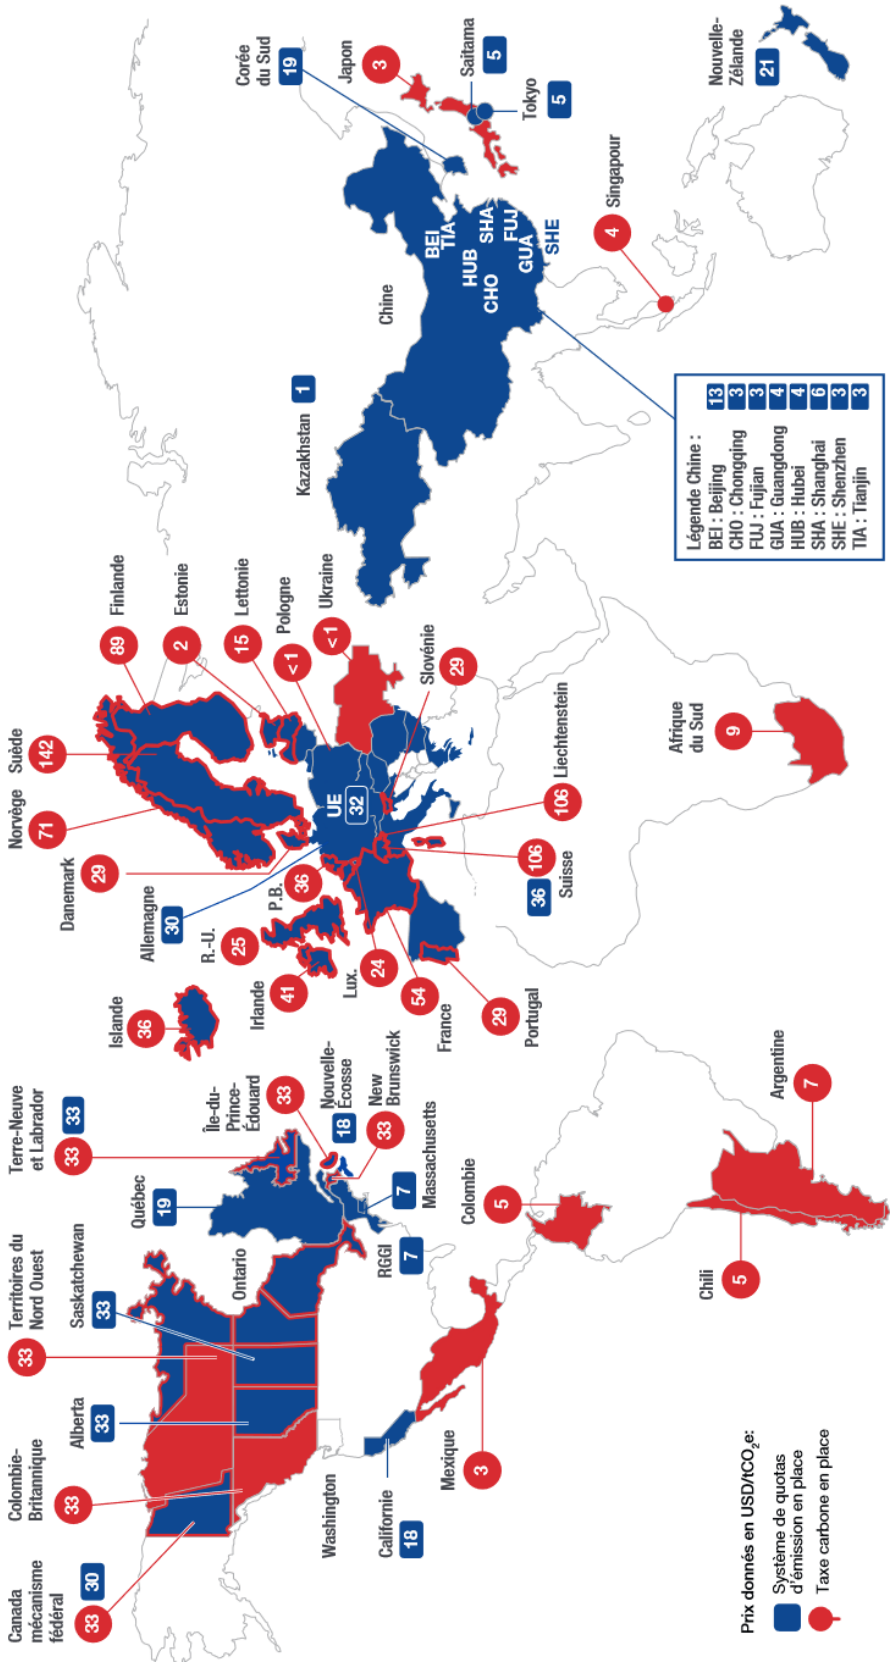 Canada
mécanisme
fédéral
33
30
Colombie-
Britannique
33
Alberta
33
Territoires du
Nord Ouest
33
Saskatchewan
33
Ontario
Québec
19
Terre-Neuve
et Labrador
33
33
Île-du-
Prince-
Édouard
33
Nouvelle-
Écosse
18
New
Brunswick
33
Massachusetts
7
RGGI
7
Washington
Californie
18
Mexique
3
Colombie
5
Chili
5
Argentine
7
Islande
36
Irlande
41
R.-U.
25
Allemagne
30
Danemark
29
Norvège
71
Suède
142
Finlande
89
Estonie
2
Lettonie
15
Pologne
< 1
Ukraine
< 1
P.B.
36
Lux.
24
France
54
Portugal
29
UE
32
Slovénie
29
Liechtenstein
106
106
36
Suisse
Afrique
du Sud
9
Kazakhstan
1
Chine
BEI
TIA
HUB
CHO
SHA
FUJ
GUA
SHE
Corée
du Sud
19
Japon
3
Saitama
5
Tokyo
5
Singapour
4
Nouvelle-
Zélande
21
Légende Chine :
BEI : Beijing 13
CHO : Chongqing 3
FUJ : Fujian 3
GUA : Guangdong 4
HUB : Hubei 4
SHA : Shanghai 6
SHE : Shenzhen 3
TIA : Tianjin 3
Prix donnés en USD/tCO₂e:
Système de quotas
d'émission en place
Taxe carbone en place